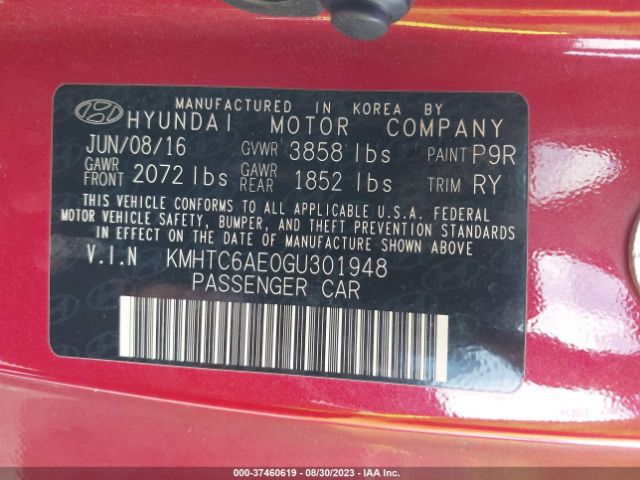 MANUFACTURED IN KOREA BY
HYUNDAI MOTOR COMPANY
JUN/08/16 GVWR 3858 lbs PAINT P9R
GAWR FRONT 2072 lbs GAWR REAR 1852 lbs TRIM RY
THIS VEHICLE CONFORMS TO ALL APPLICABLE U.S.A. FEDERAL
MOTOR VEHICLE SAFETY, BUMPER, AND THEFT PREVENTION STANDARDS
IN EFFECT ON THE DATE OF MANUFACTURE SHOWN ABOVE.
V.I.N KMHTC6AE0GU301948
PASSENGER CAR
000-37460619 - 08/30/2023 - IAA Inc.